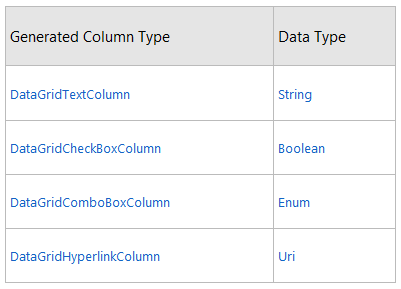 Generated Column Type Data Type
DataGridTextColumn String
DataGridCheckBoxColumn Boolean
DataGridComboBoxColumn Enum
DataGridHyperlinkColumn Uri